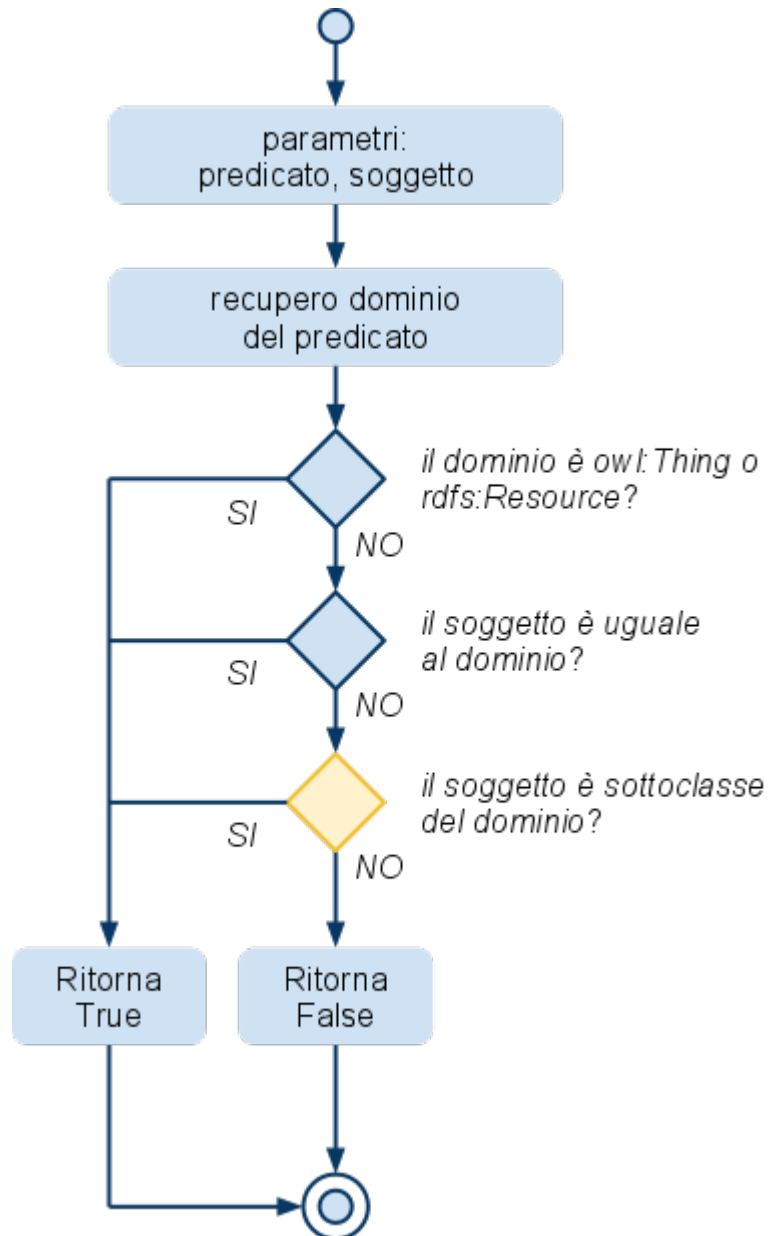 parametri:
predicato, soggetto
recupero dominio
del predicato
il dominio è owl:Thing o
rdfs:Resource?
SI
NO
il soggetto è uguale
al dominio?
SI
NO
il soggetto è sottoclasse
del dominio?
SI
NO
Ritorna
True
Ritorna
False